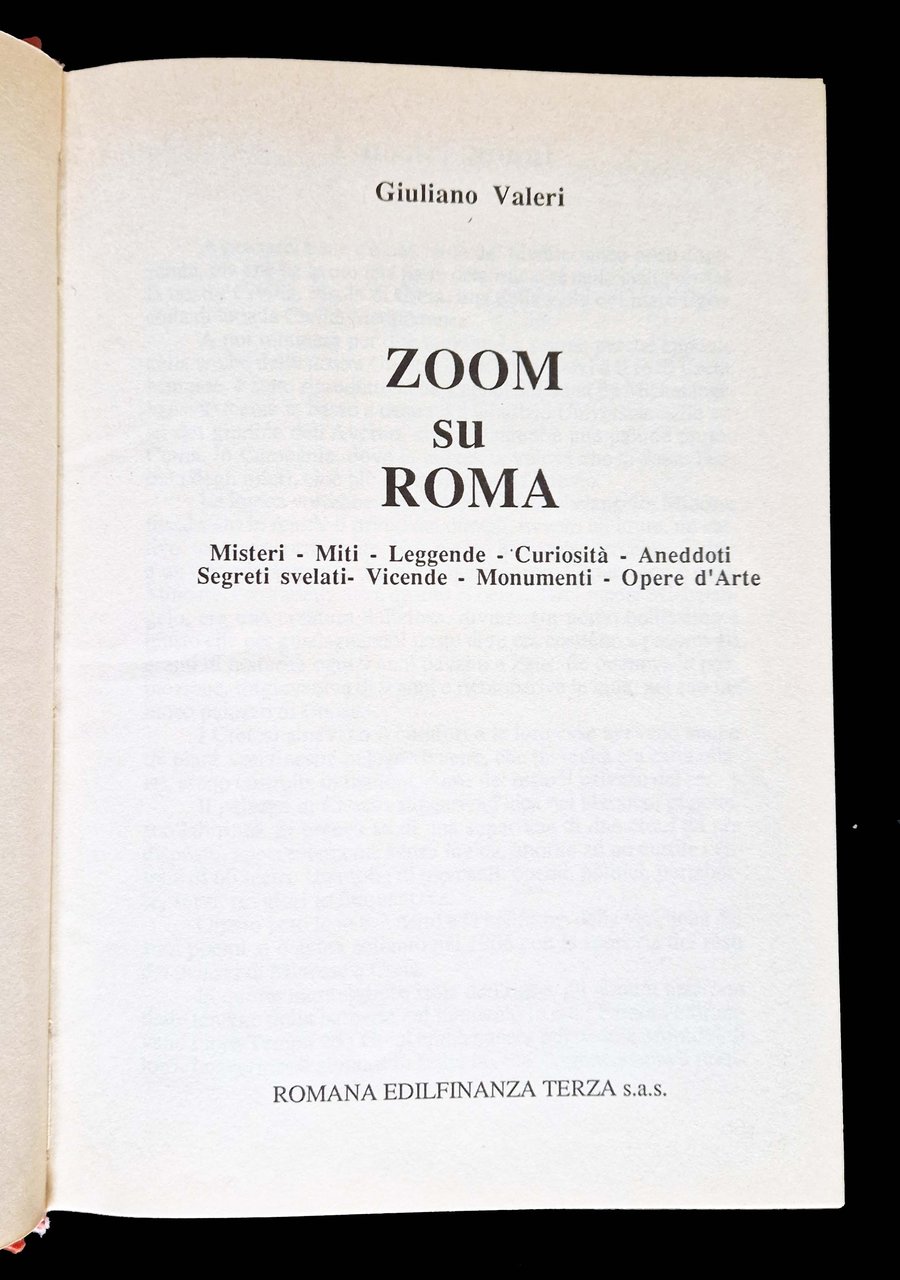 Giuliano Valeri
ZOOM
su
ROMA
Misteri - Miti - Leggende - Curiosità - Aneddoti
Segreti svelati- Vicende - Monumenti - Opere d'Arte
ROMANA EDILFINANZA TERZA s.a.s.